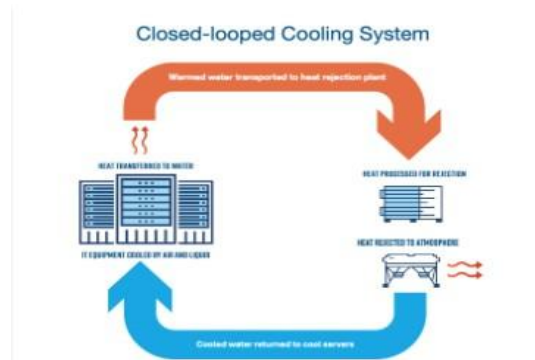 Closed-looped Cooling System
Warmed water transported to heat rejection plant
HEAT TRANSFERRED TO WATER
HEAT PROCESSED FOR REJECTION
HEAT REJECTED TO ATMOSPHERE
IT EQUIPMENT COOLED BY AIR AND LIQUID
Cooled water returned to cool servers